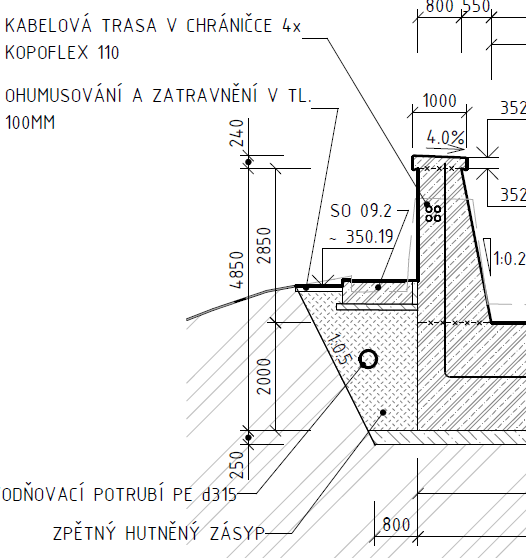 800 550
KABELOVÁ TRASA V CHRÁNIČCE 4x
KOPOFLEX 110
OHUMUSOVÁNÍ A ZATRAVNĚNÍ V TL.
100MM
1000
352
240
4.0%
352
SO 09.2
~ 350.19
4850
2850
1:0.2
1:0.5
2000
250
ODŇOVACÍ POTRUBÍ PE d315
ZPĚTNÝ HUTNĚNÝ ZÁSYP
800